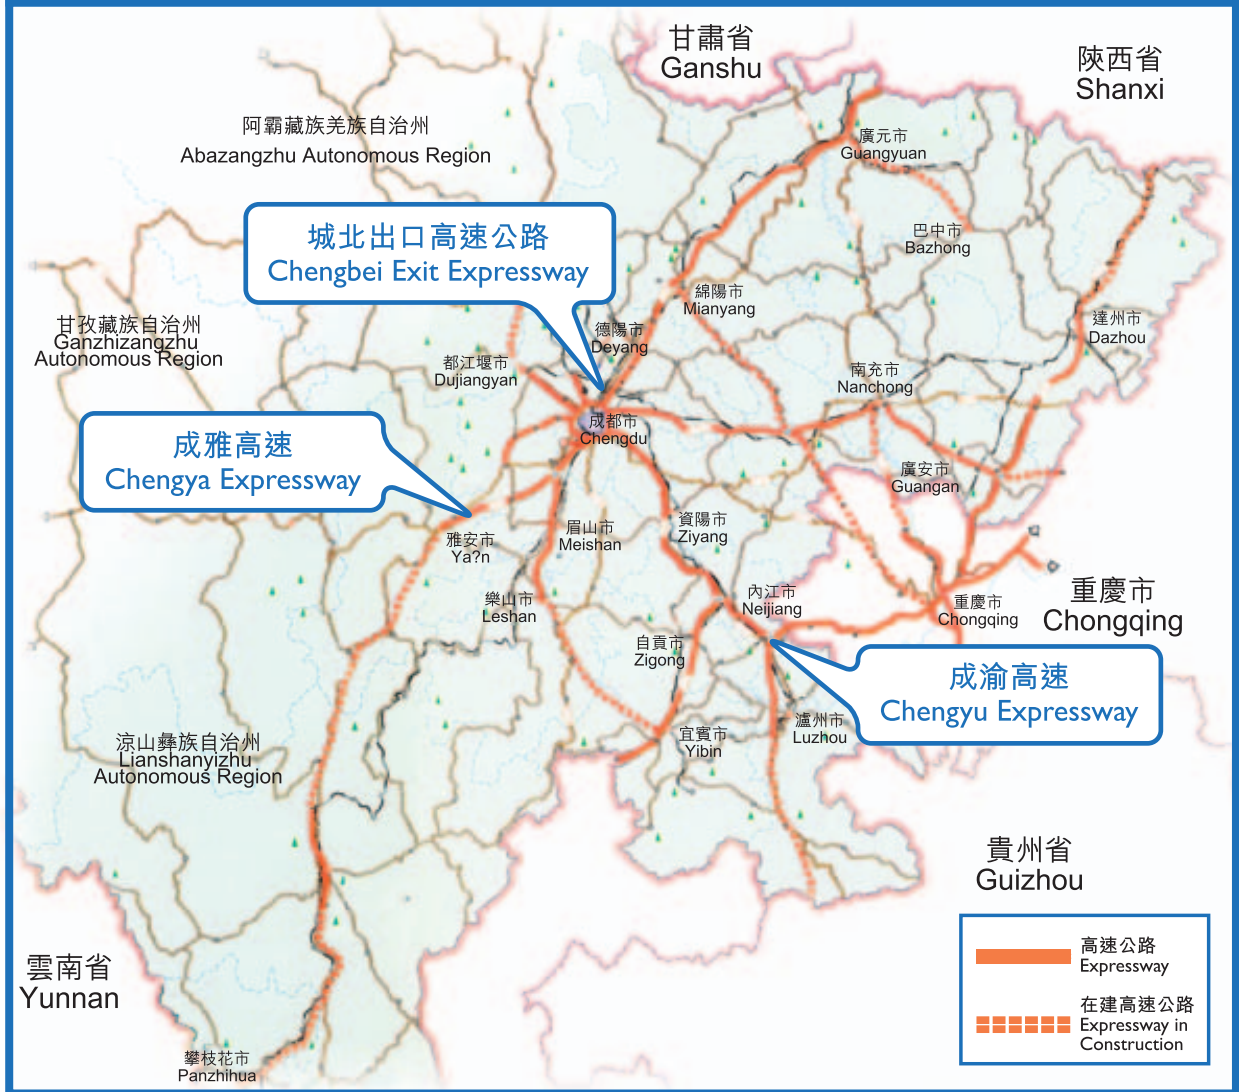 甘肅省
Ganshu
陝西省
Shanxi
阿霸藏族羌族自治州
Abazangzhu Autonomous Region
廣元市
Guangyuan
城北出口高速公路
Chengbei Exit Expressway
巴中市
Bazhong
綿陽市
Mianyang
甘孜藏族自治州
Ganzhizangzhu
Autonomous Region
德陽市
Deyang
達州市
Dazhou
都江堰市
Dujiangyan
南充市
Nanchong
成都市
Chengdu
成雅高速
Chengya Expressway
廣安市
Guangan
雅安市
Ya?n
眉山市
Meishan
資陽市
Ziyang
樂山市
Leshan
內江市
Neijiang
重慶市
Chongqing
重慶市
Chongqing
自貢市
Zigong
成渝高速
Chengyu Expressway
宜賓市
Yibin
瀘州市
Luzhou
涼山彝族自治州
Lianshanyizhu
Autonomous Region
貴州省
Guizhou
雲南省
Yunnan
攀枝花市
Panzhihua
高速公路
Expressway
在建高速公路
Expressway in
Construction